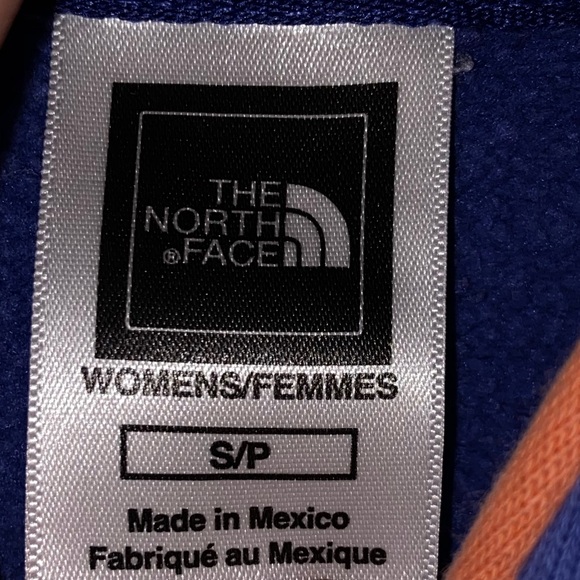 THE
NORTH
®FACE
WOMENS/FEMMES
S/P
Made in Mexico
Fabriqué au Mexique